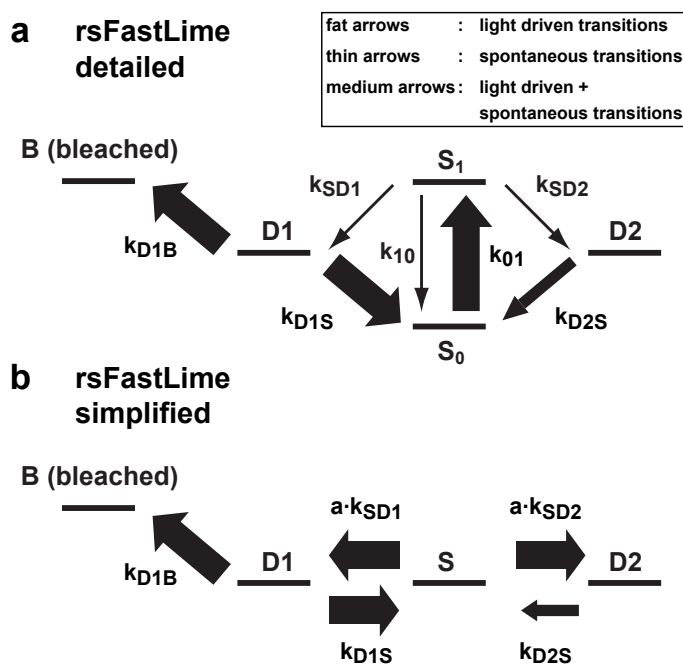 a rsFastLime
detailed
fat arrows : light driven transitions
thin arrows : spontaneous transitions
medium arrows : light driven +
spontaneous transitions
B (bleached)
S1
kSD1
kSD2
D1
D2
kD1B
k10
k01
kD1S
kD2S
S0
b rsFastLime
simplified
B (bleached)
a·kSD1
a·kSD2
D1
S
D2
kD1B
kD1S
kD2S